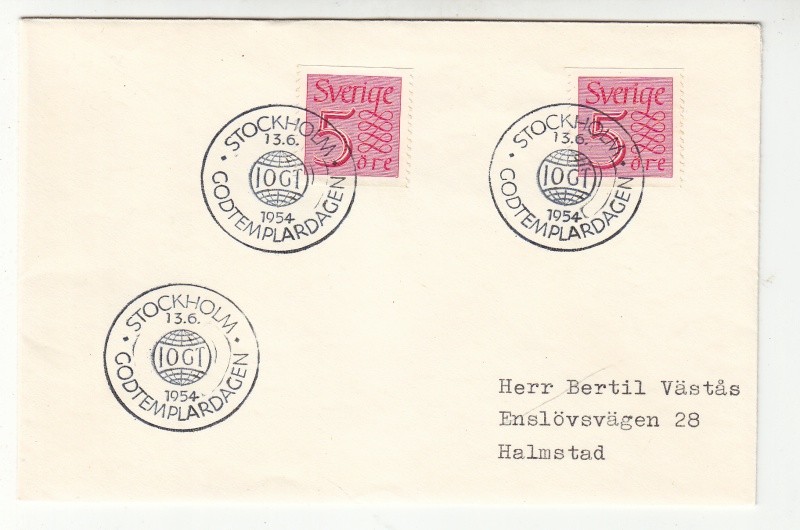 Sverige
5
öre
Sverige
5
öre
STOCKHOLM
13.6.
IOGT
1954
GODTEMPLARDAGEN
STOCKHOLM
13.6.
IOGT
1954
GODTEMPLARDAGEN
STOCKHOLM
13.6.
IOGT
1954
GODTEMPLARDAGEN
Herr Bertil Västås
Enslövsvägen 28
Halmstad